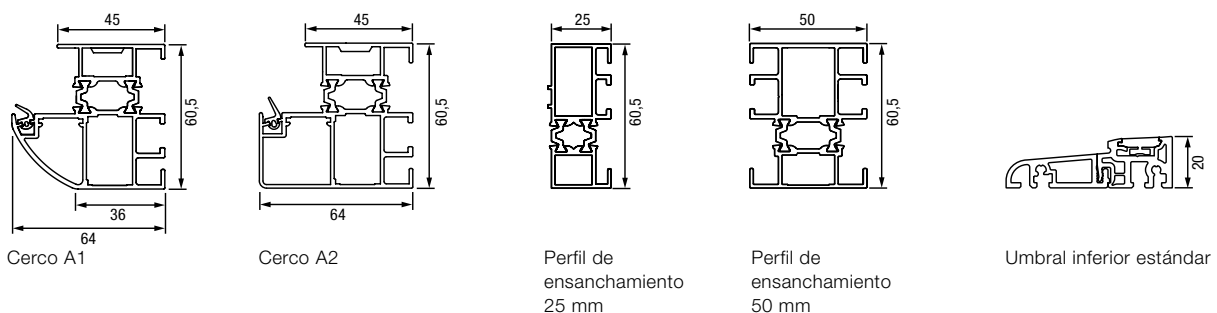 45
60,5
36
64
Cerco A1
45
60,5
64
Cerco A2
25
60,5
Perfil de
ensanchamiento
25 mm
50
60,5
Perfil de
ensanchamiento
50 mm
20
Umbral inferior estándar